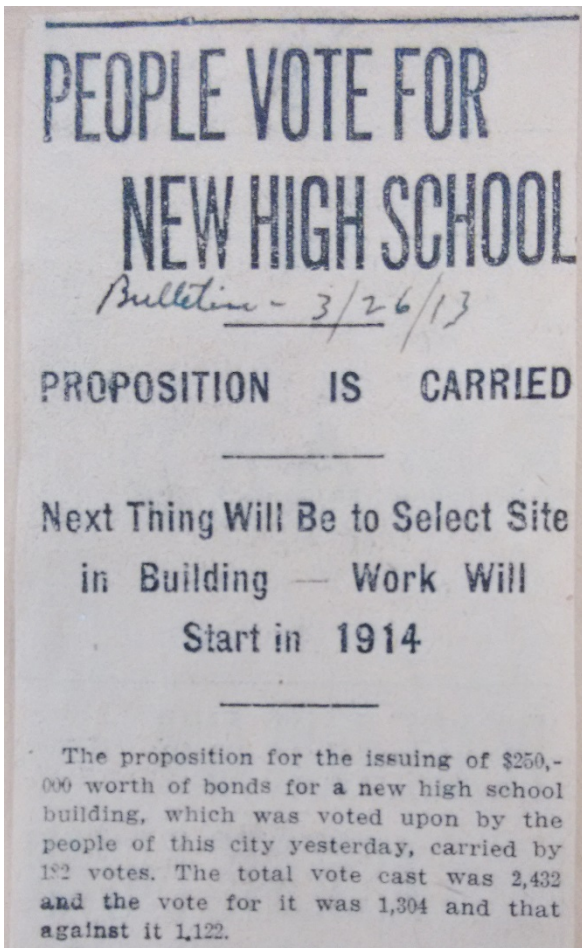 PEOPLE VOTE FOR
NEW HIGH SCHOOL
Bulletin - 3/26/13
PROPOSITION IS CARRIED
Next Thing Will Be to Select Site
in Building — Work Will
Start in 1914
The proposition for the issuing of $250,-
000 worth of bonds for a new high school
building, which was voted upon by the
people of this city yesterday, carried by
182 votes. The total vote cast was 2,432
and the vote for it was 1,304 and that
against it 1,122.